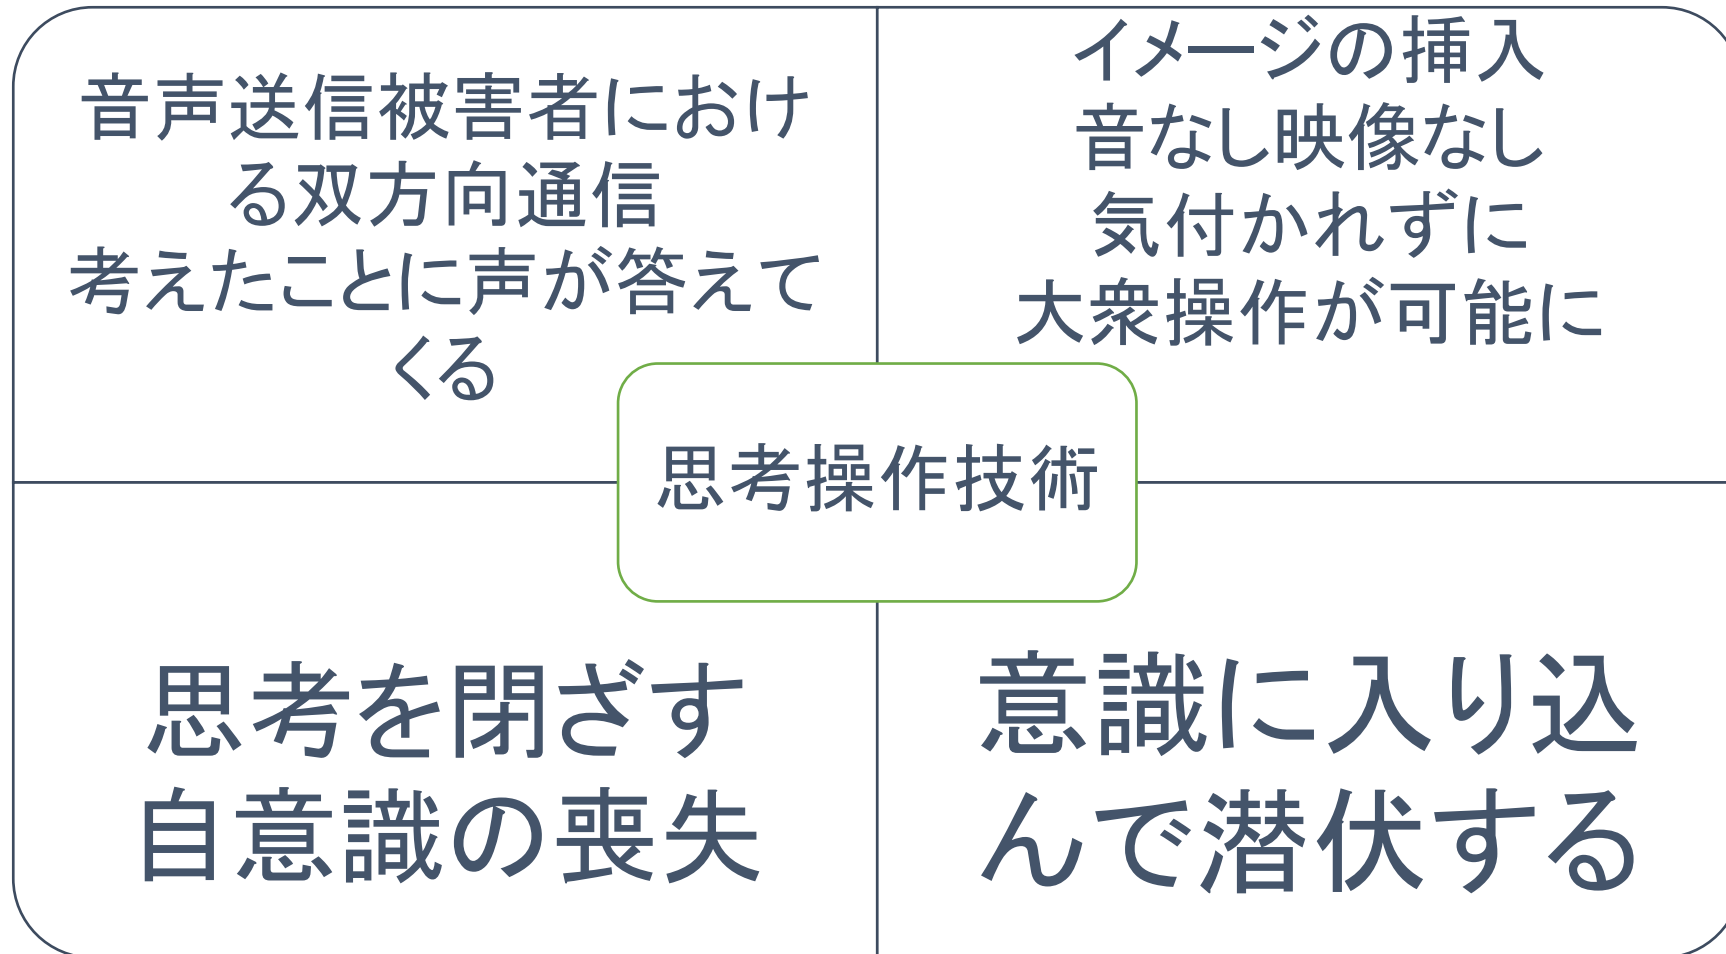 音声送信被害者におけ
る双方向通信
考えたことに声が答えて
くる
イメージの挿入
音なし映像なし
気付かれずに
大衆操作が可能に
思考操作技術
思考を閉ざす
自意識の喪失
意識に入り込
んで潜伏する